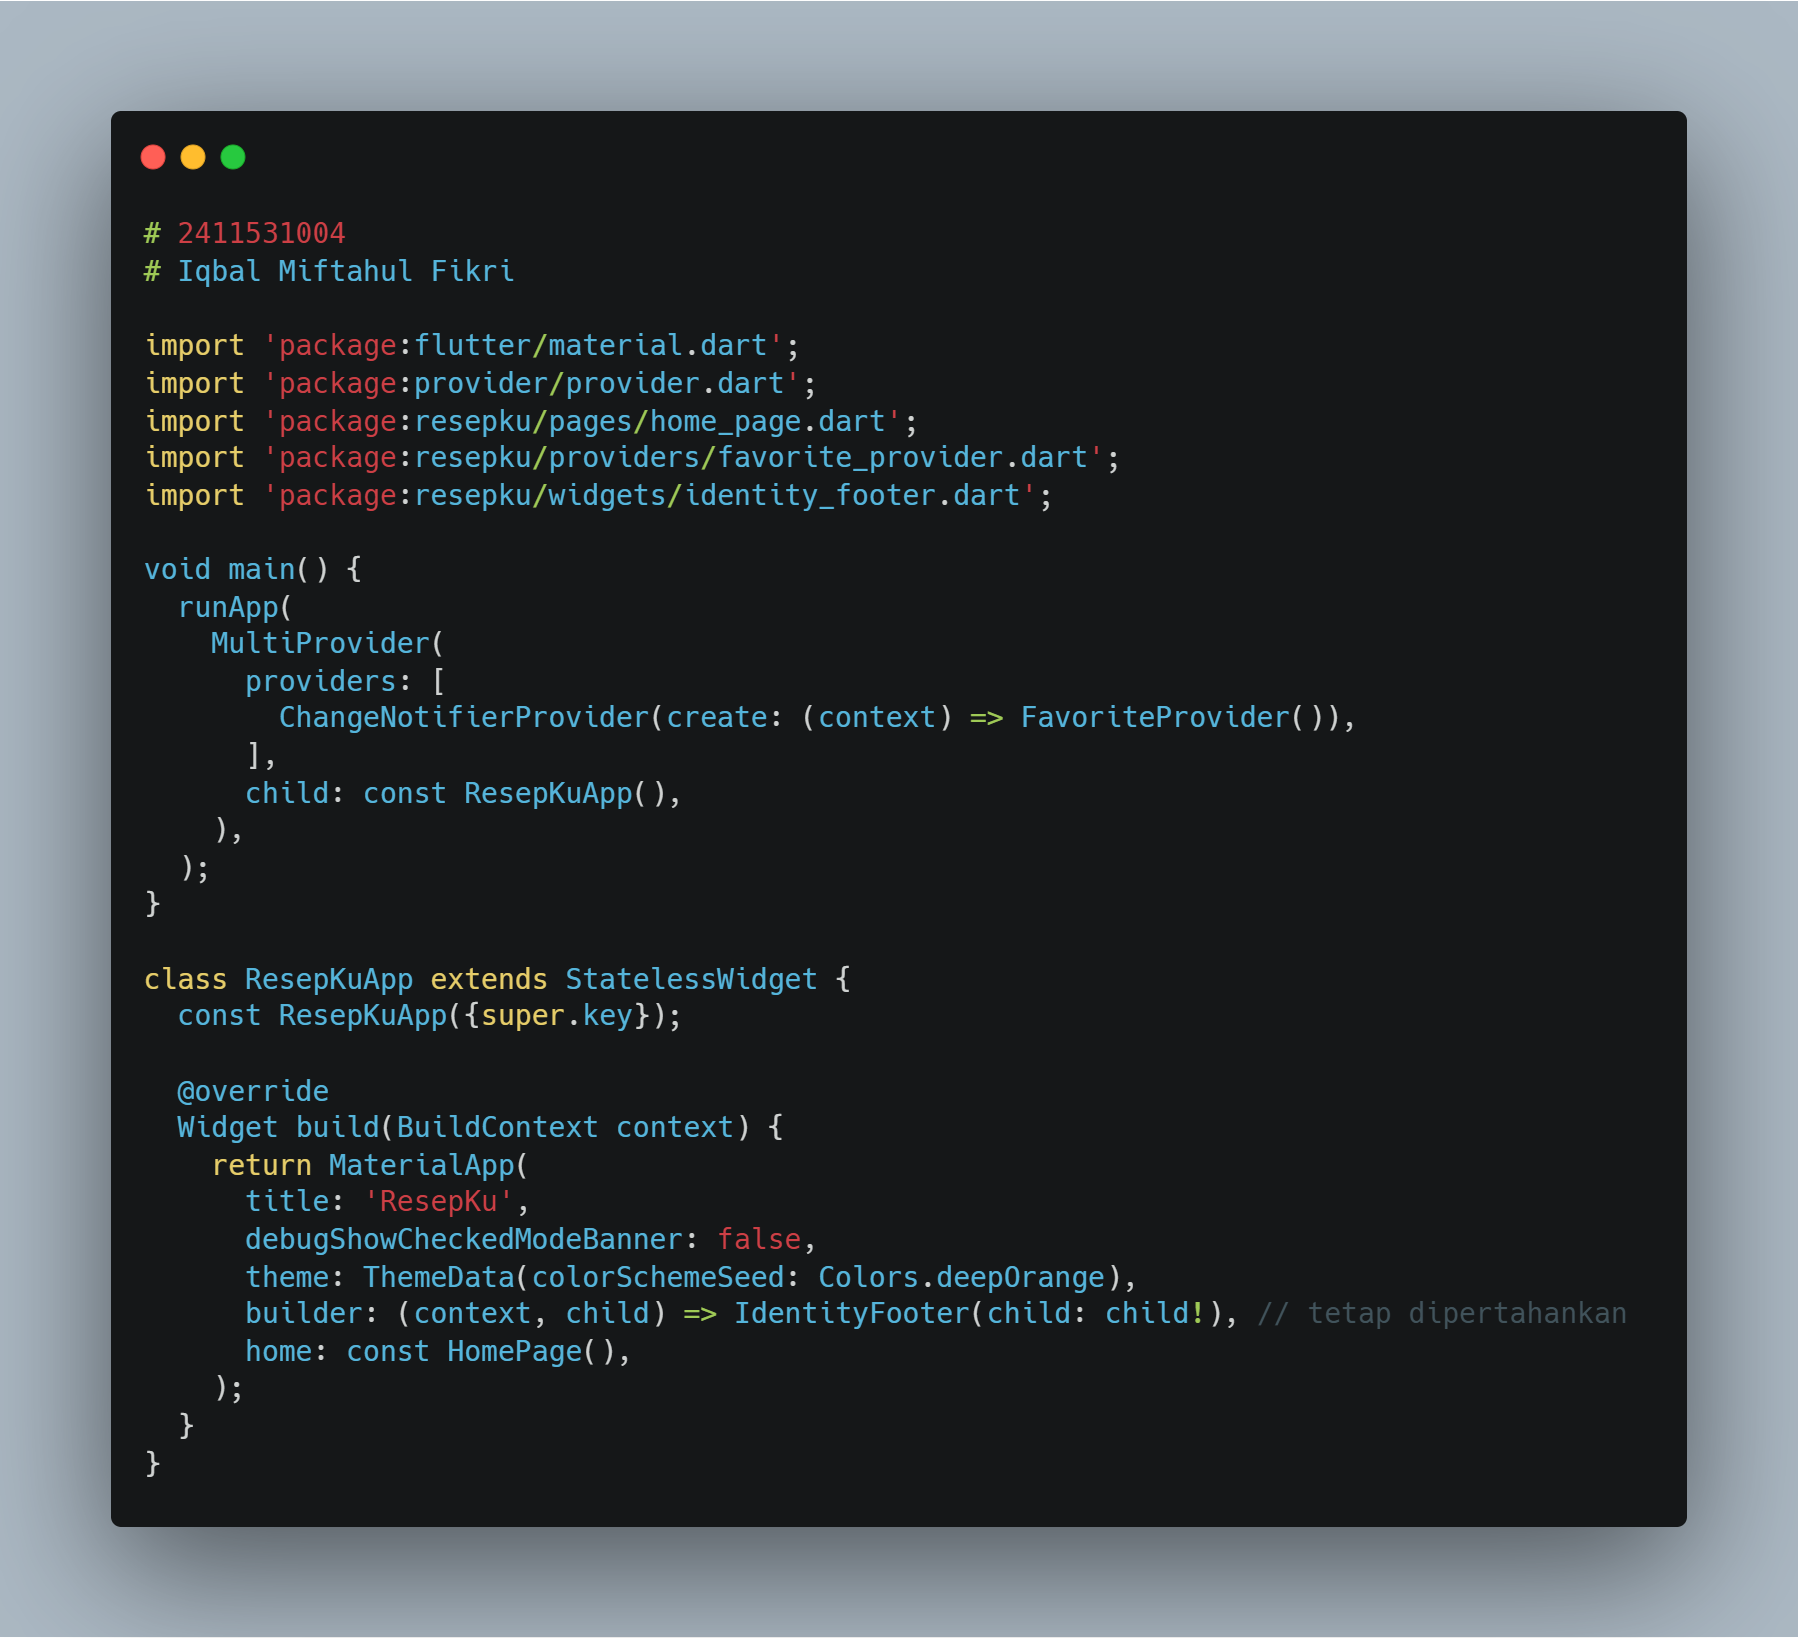 # 2411531004
# Iqbal Miftahul Fikri

import 'package:flutter/material.dart';
import 'package:provider/provider.dart';
import 'package:resepku/pages/home_page.dart';
import 'package:resepku/providers/favorite_provider.dart';
import 'package:resepku/widgets/identity_footer.dart';

void main() {
  runApp(
    MultiProvider(
      providers: [
        ChangeNotifierProvider(create: (context) => FavoriteProvider()),
      ],
      child: const ResepKuApp(),
    ),
  );
}

class ResepKuApp extends StatelessWidget {
  const ResepKuApp({super.key});

  @override
  Widget build(BuildContext context) {
    return MaterialApp(
      title: 'ResepKu',
      debugShowCheckedModeBanner: false,
      theme: ThemeData(colorSchemeSeed: Colors.deepOrange),
      builder: (context, child) => IdentityFooter(child: child!), // tetap dipertahankan
      home: const HomePage(),
    );
  }
}